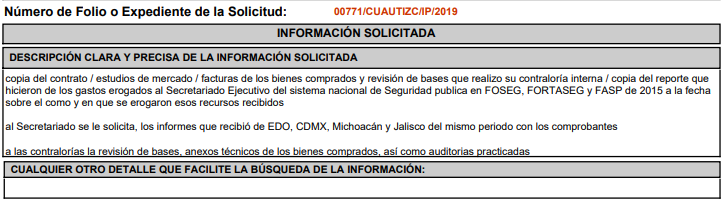 Número de Folio o Expediente de la Solicitud: 00771/CUAUTIZC/IP/2019
INFORMACIÓN SOLICITADA
DESCRIPCIÓN CLARA Y PRECISA DE LA INFORMACIÓN SOLICITADA
copia del contrato / estudios de mercado / facturas de los bienes comprados y revisión de bases que realizo su contraloría interna / copia del reporte que
hicieron de los gastos erogados al Secretariado Ejecutivo del sistema nacional de Seguridad publica en FOSEG, FORTASEG y FASP de 2015 a la fecha
sobre el como y en que se erogaron esos recursos recibidos
al Secretariado se le solicita, los informes que recibió de EDO, CDMX, Michoacán y Jalisco del mismo periodo con los comprobantes
a las contralorías la revisión de bases, anexos técnicos de los bienes comprados, así como auditorias practicadas
CUALQUIER OTRO DETALLE QUE FACILITE LA BÚSQUEDA DE LA INFORMACIÓN: